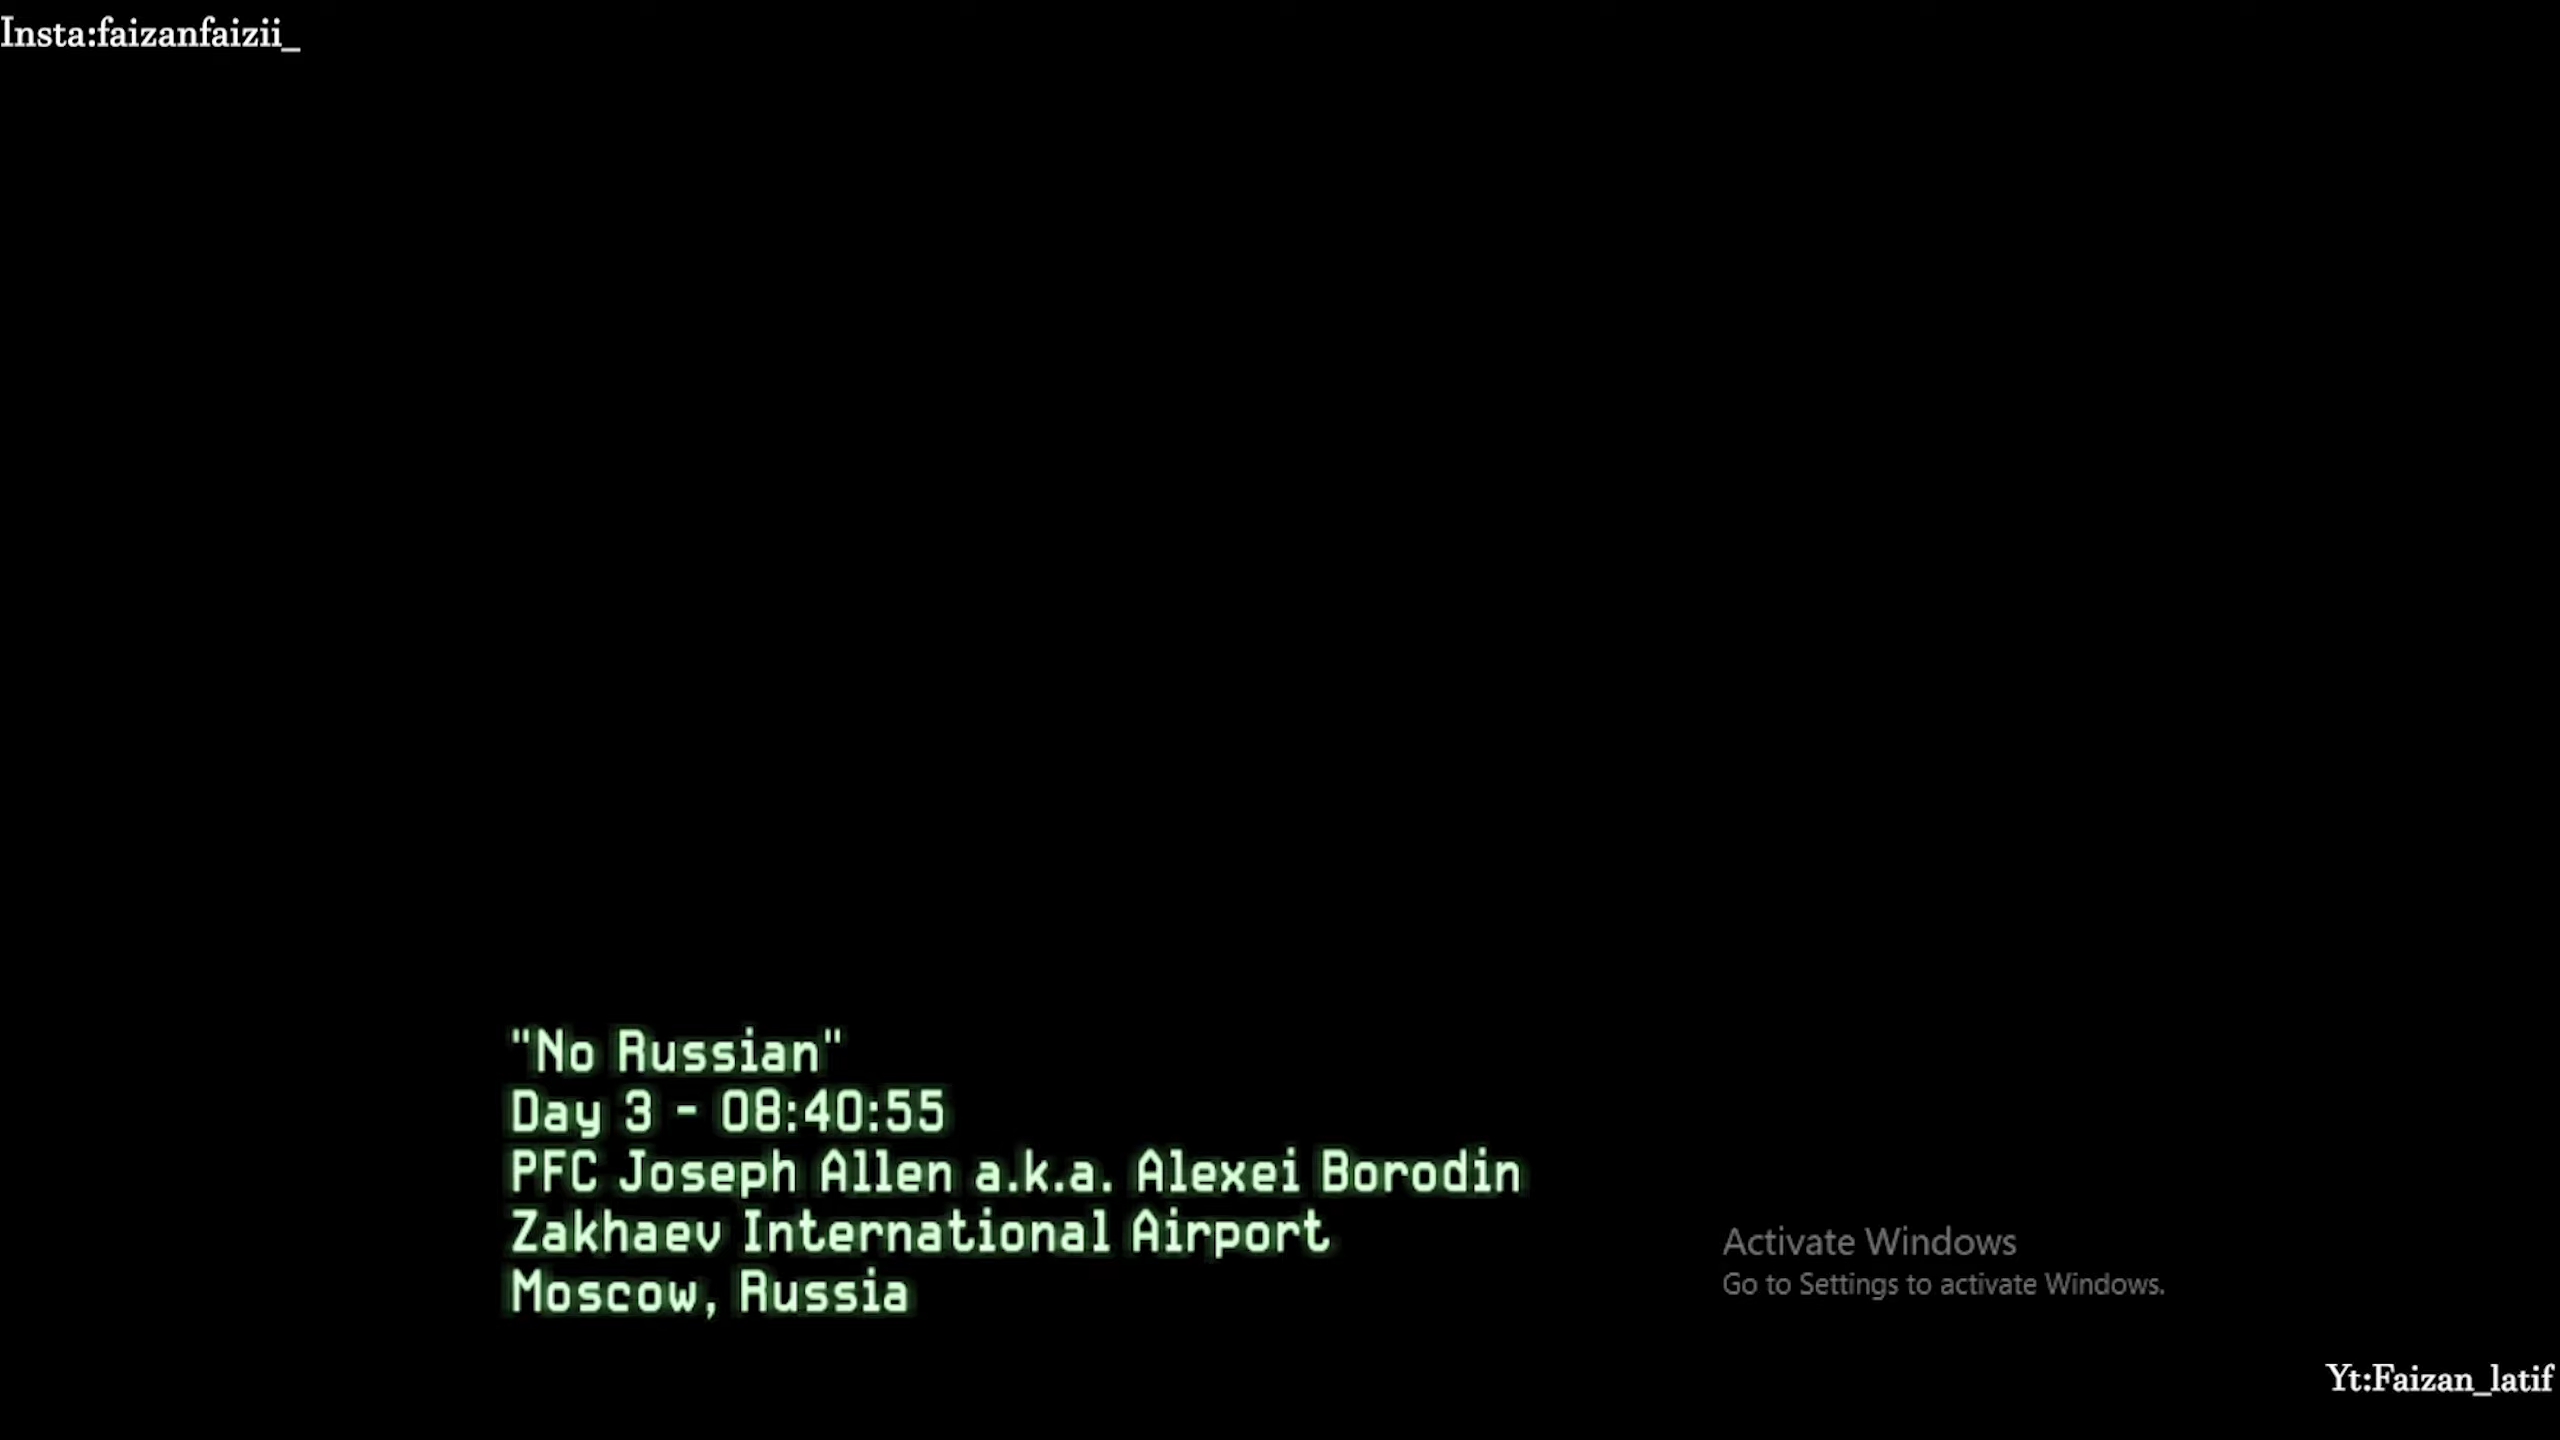 Insta:faizanfaizii_
"No Russian"
Day 3 - 08:40:55
PFC Joseph Allen a.k.a. Alexei Borodin
Zakhaev International Airport
Moscow, Russia
Activate Windows
Go to Settings to activate Windows.
Yt:Faizan_latif